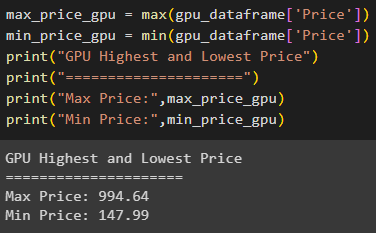 max_price_gpu = max(gpu_dataframe['Price'])
min_price_gpu = min(gpu_dataframe['Price'])
print("GPU Highest and Lowest Price")
print("=====================")
print("Max Price:",max_price_gpu)
print("Min Price:",min_price_gpu)
GPU Highest and Lowest Price
=====================
Max Price: 994.64
Min Price: 147.99